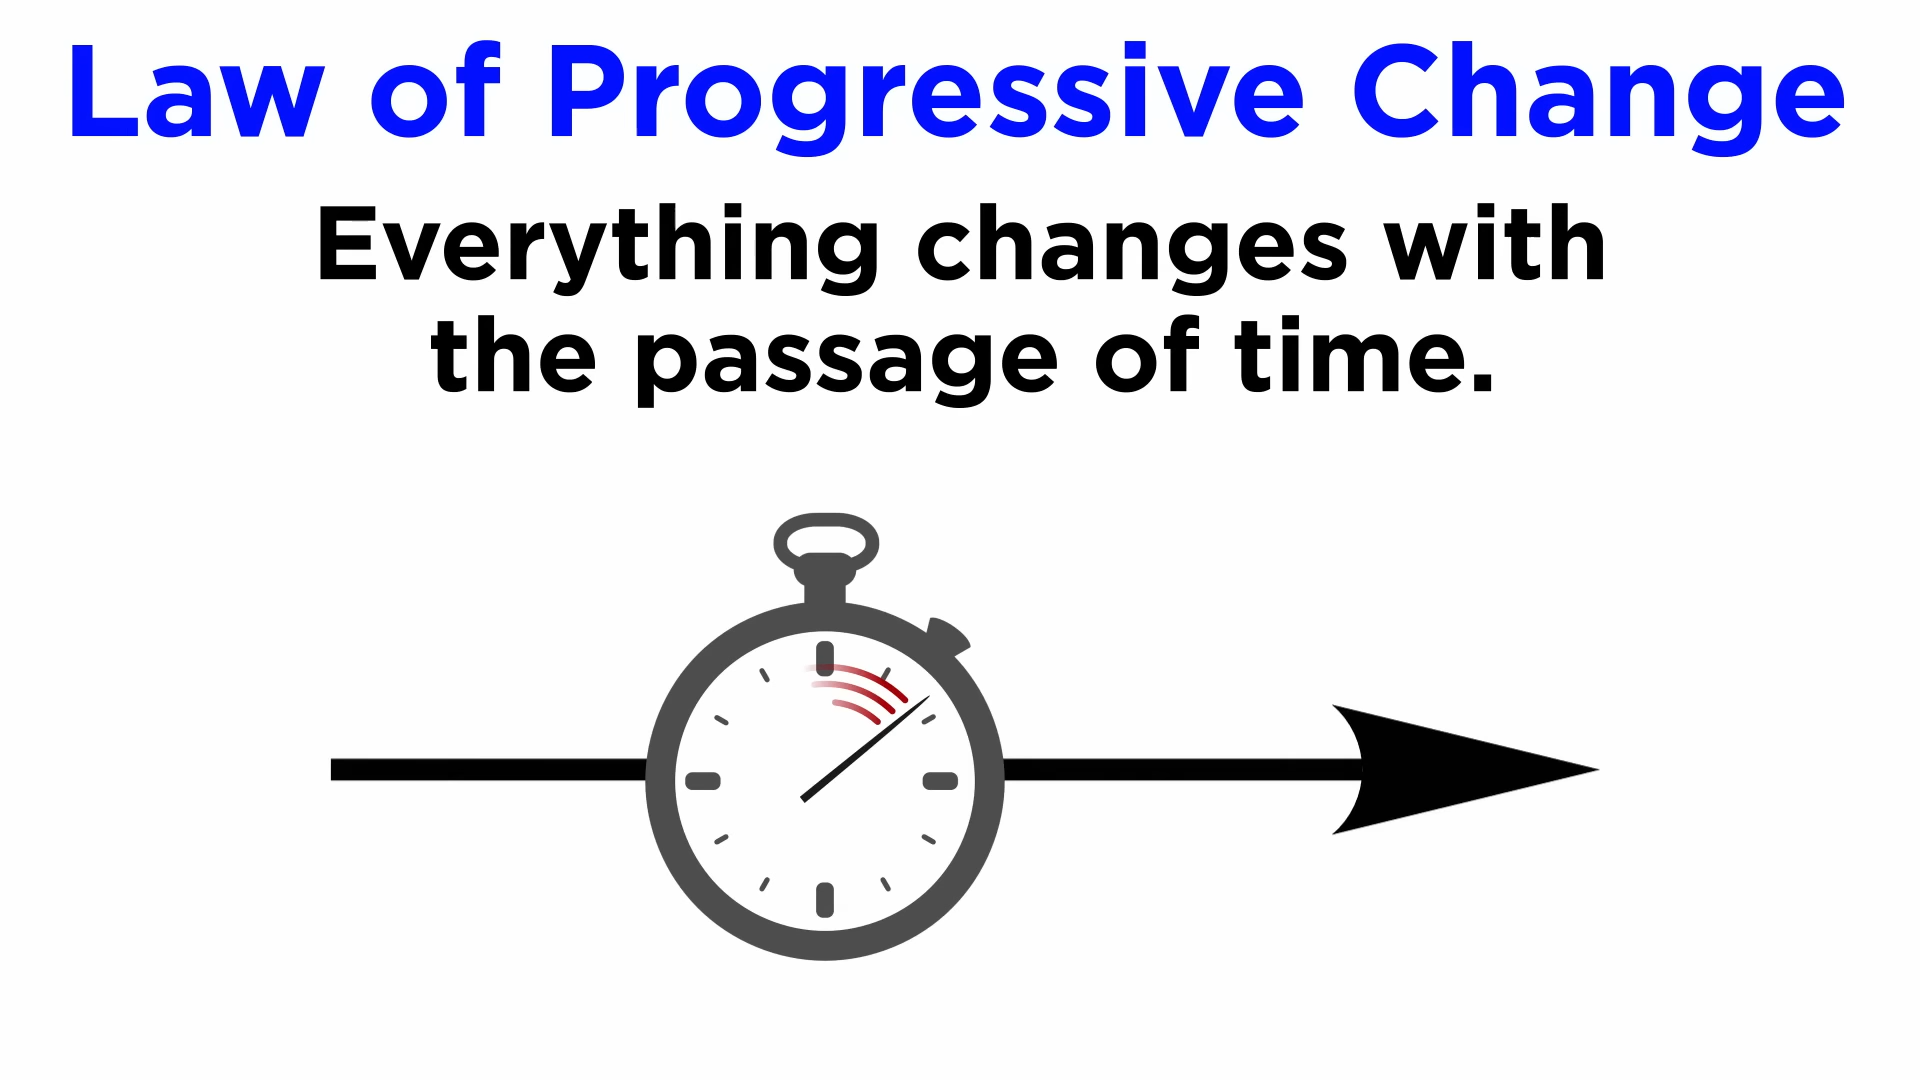 Law of Progressive Change
Everything changes with
the passage of time.